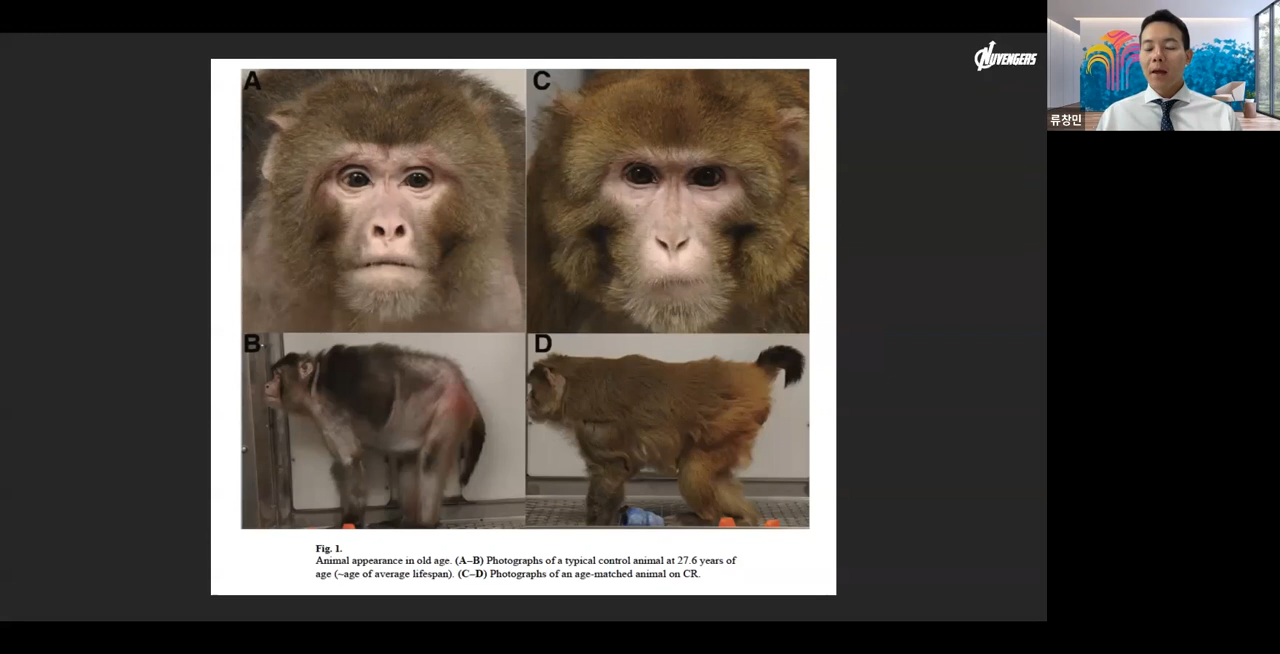 NUVENGERS
류창민
A
C
B
D
Fig. 1.
Animal appearance in old age. (A–B) Photographs of a typical control animal at 27.6 years of
age (~age of average lifespan). (C–D) Photographs of an age-matched animal on CR.